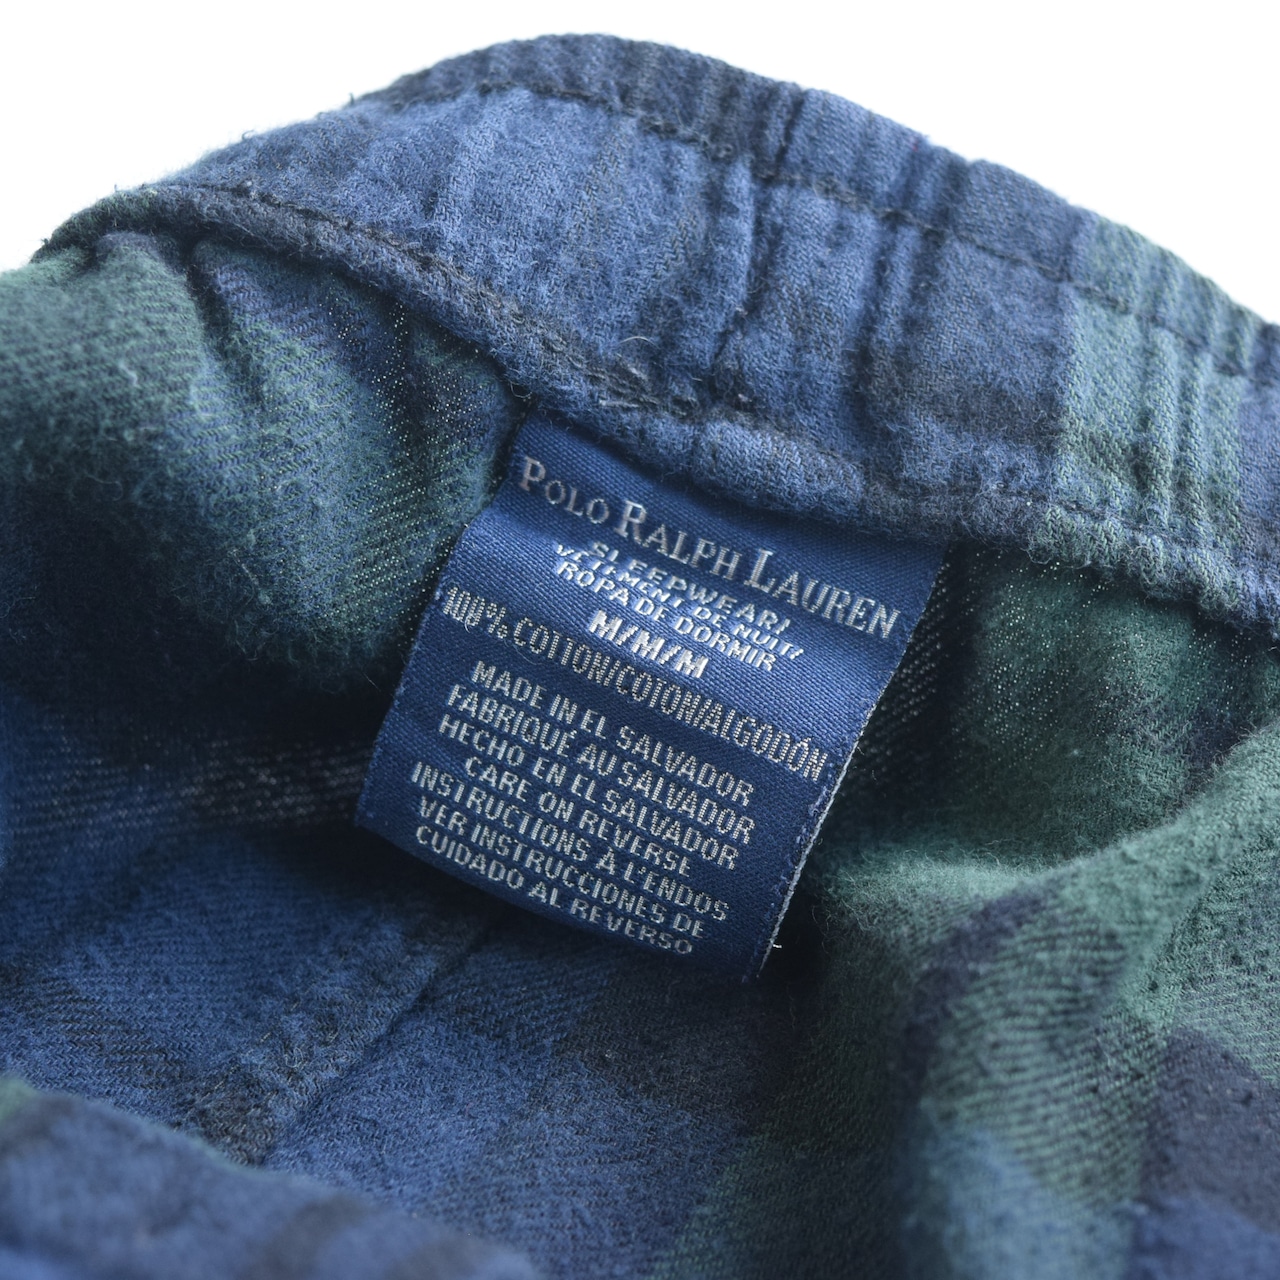 POLO RALPH LAUREN
SLEEPWEAR/
VÊTEMENT DE NUIT/
ROPA DE DORMIR
M/M/M
100% COTTON/COTON/ALGODÓN
MADE IN EL SALVADOR
FABRIQUÉ AU SALVADOR
HECHO EN EL SALVADOR
CARE ON REVERSE
INSTRUCTIONS À L'ENDOS
VER INSTRUCCIONES DE
CUIDADO AL REVERSO